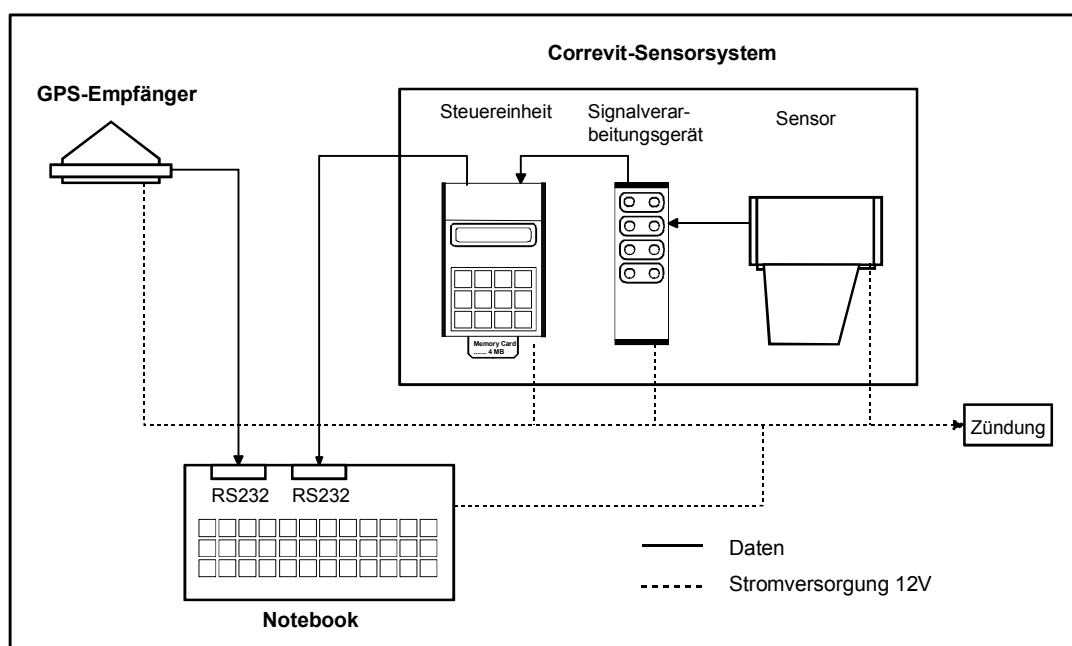 Correvit-Sensorsystem
GPS-Empfänger
Steuereinheit
Signalverar-
beitungsgerät
Sensor
Memory Card
....... 4 MB
Zündung
RS232
RS232
Daten
Stromversorgung 12V
Notebook